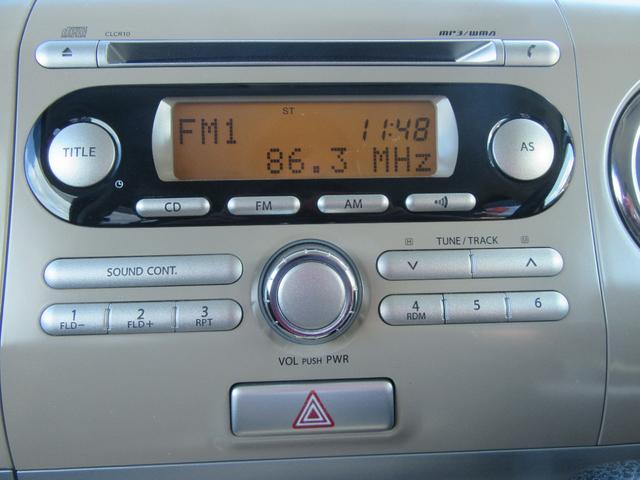 CLCR10 MP3/WMA
ST
FM1 11:48
86.3 MHz
TITLE
AS
CD FM AM
TUNE/TRACK
SOUND CONT.
1 2 3 4 5 6
FLD− FLD+ RPT RDM
VOL PUSH PWR